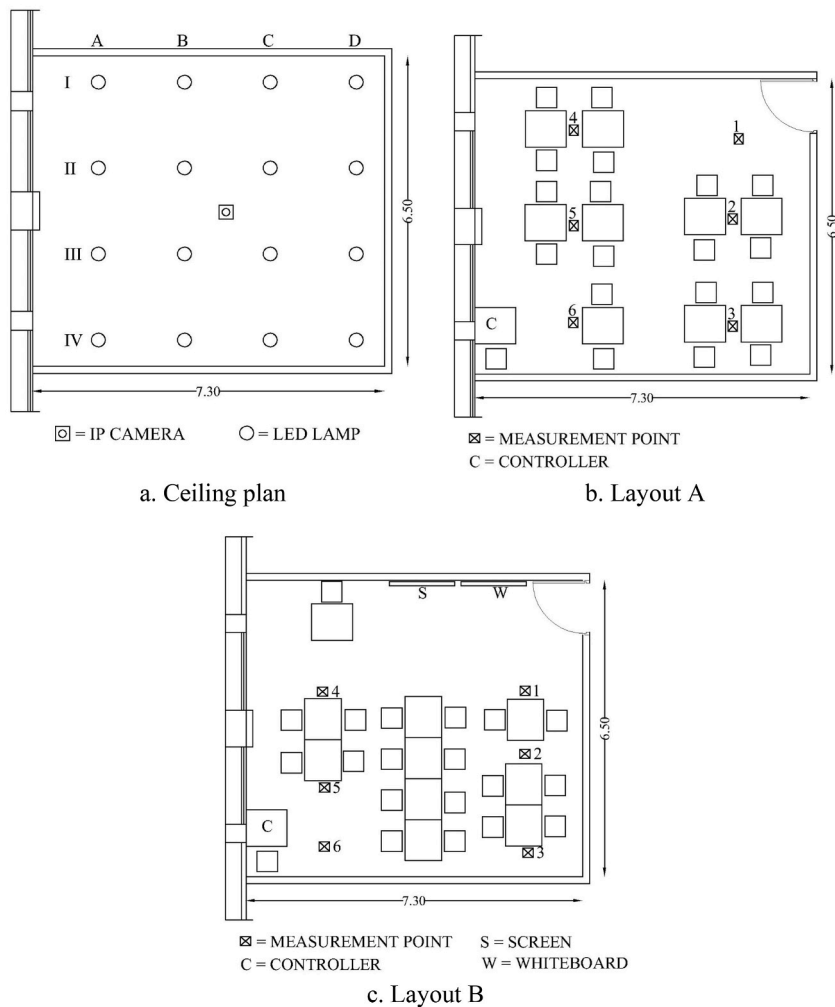 A B C D
I
II
III
IV
6.50
7.30
= IP CAMERA = LED LAMP
a. Ceiling plan
1
4
2
5
6
3
C
6.50
7.30
= MEASUREMENT POINT
C = CONTROLLER
b. Layout A
S W
4 1
2
5
C
6 3
6.50
7.30
= MEASUREMENT POINT S = SCREEN
C = CONTROLLER W = WHITEBOARD
c. Layout B